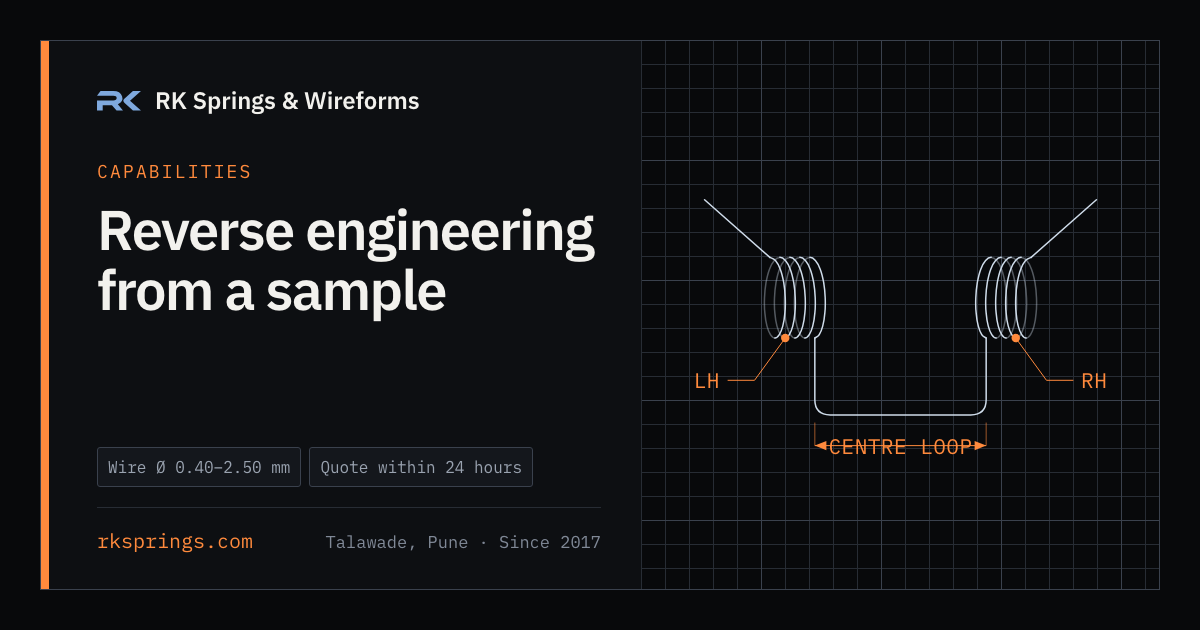 RK RK Springs & Wireforms
CAPABILITIES
Reverse engineering
from a sample
Wire Ø 0.40–2.50 mm
Quote within 24 hours
rksprings.com
Talawade, Pune · Since 2017
LH
RH
CENTRE LOOP